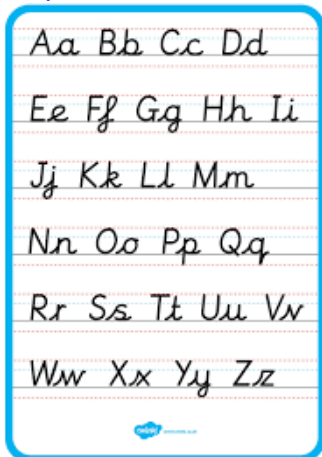 Aa Bb Cc Dd
Ee Ff Gg Hh Ii
Jj Kk Ll Mm
Nn Oo Pp Qq
Rr Ss Tt Uu Vv
Ww Xx Yy Zz
twinkl